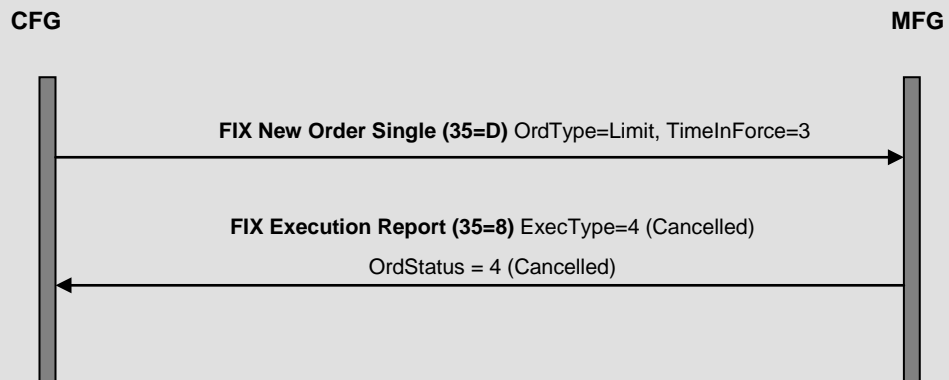 CFG
MFG
FIX New Order Single (35=D) OrdType=Limit, TimeInForce=3
FIX Execution Report (35=8) ExecType=4 (Cancelled)
OrdStatus = 4 (Cancelled)